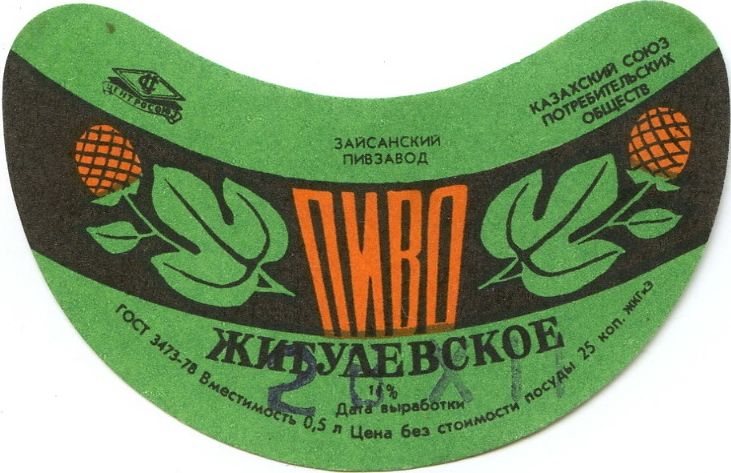 ЦЕНТРОСОЮЗ
КАЗАХСКИЙ СОЮЗ
ПОТРЕБИТЕЛЬСКИХ
ОБЩЕСТВ
ЗАЙСАНСКИЙ
ПИВЗАВОД
ПИВО
ЖИГУЛЕВСКОЕ
11%
Дата выработки
ГОСТ 3473-78 Вместимость 0,5 л Цена без стоимости посуды 25 коп.